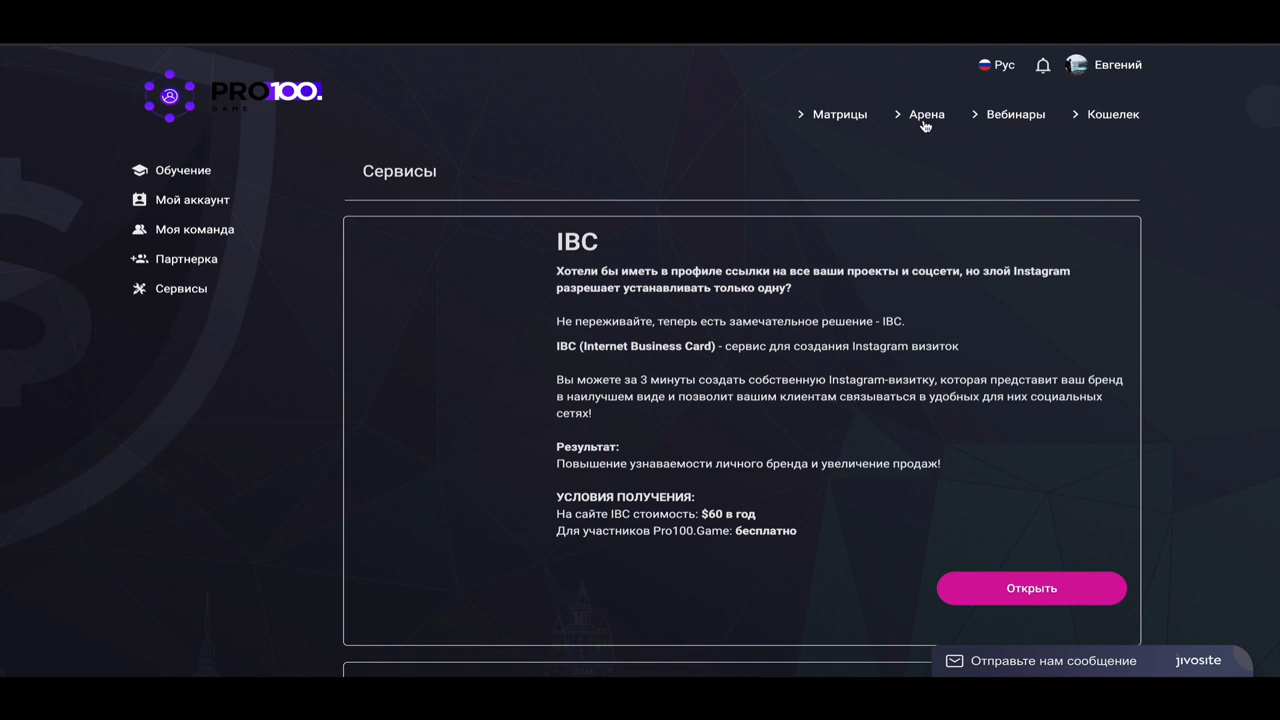 Рус
Евгений
PRO100.
GAME
Матрицы
Арена
Вебинары
Кошелек
Обучение
Мой аккаунт
Моя команда
Партнерка
Сервисы
Сервисы
IBC
Хотели бы иметь в профиле ссылки на все ваши проекты и соцсети, но злой Instagram
разрешает устанавливать только одну?
Не переживайте, теперь есть замечательное решение - IBC.
IBC (Internet Business Card) - сервис для создания Instagram визиток
Вы можете за 3 минуты создать собственную Instagram-визитку, которая представит ваш бренд
в наилучшем виде и позволит вашим клиентам связываться в удобных для них социальных
сетях!
Результат:
Повышение узнаваемости личного бренда и увеличение продаж!
УСЛОВИЯ ПОЛУЧЕНИЯ:
На сайте IBC стоимость: $60 в год
Для участников Pro100.Game: бесплатно
Открыть
Отправьте нам сообщение
jivosite